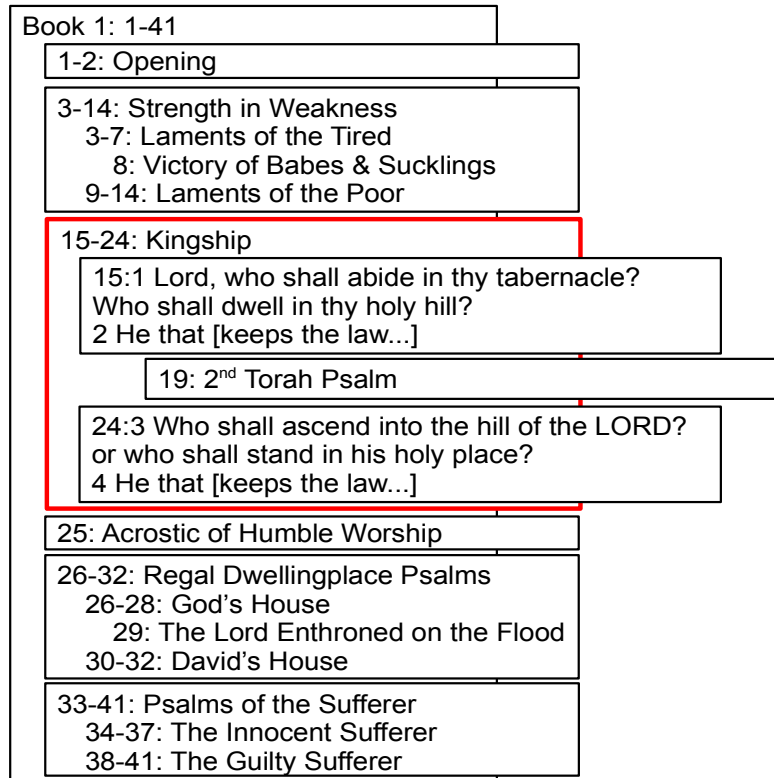 Book 1: 1-41
1-2: Opening
3-14: Strength in Weakness
3-7: Laments of the Tired
8: Victory of Babes & Sucklings
9-14: Laments of the Poor
15-24: Kingship
15:1 Lord, who shall abide in thy tabernacle?
Who shall dwell in thy holy hill?
2 He that [keeps the law...]
19: 2nd Torah Psalm
24:3 Who shall ascend into the hill of the LORD?
or who shall stand in his holy place?
4 He that [keeps the law...]
25: Acrostic of Humble Worship
26-32: Regal Dwellingplace Psalms
26-28: God’s House
29: The Lord Enthroned on the Flood
30-32: David’s House
33-41: Psalms of the Sufferer
34-37: The Innocent Sufferer
38-41: The Guilty Sufferer